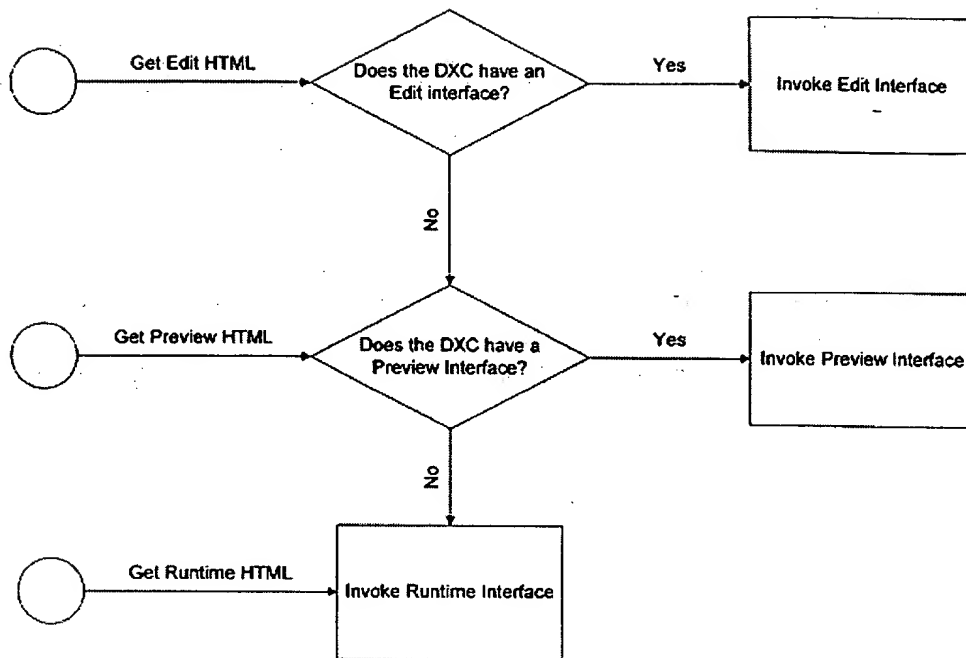 Get Edit HTML
Does the DXC have an
Edit interface?
Yes
Invoke Edit Interface
No
Get Preview HTML
Does the DXC have a
Preview Interface?
Yes
Invoke Preview Interface
No
Get Runtime HTML
Invoke Runtime Interface